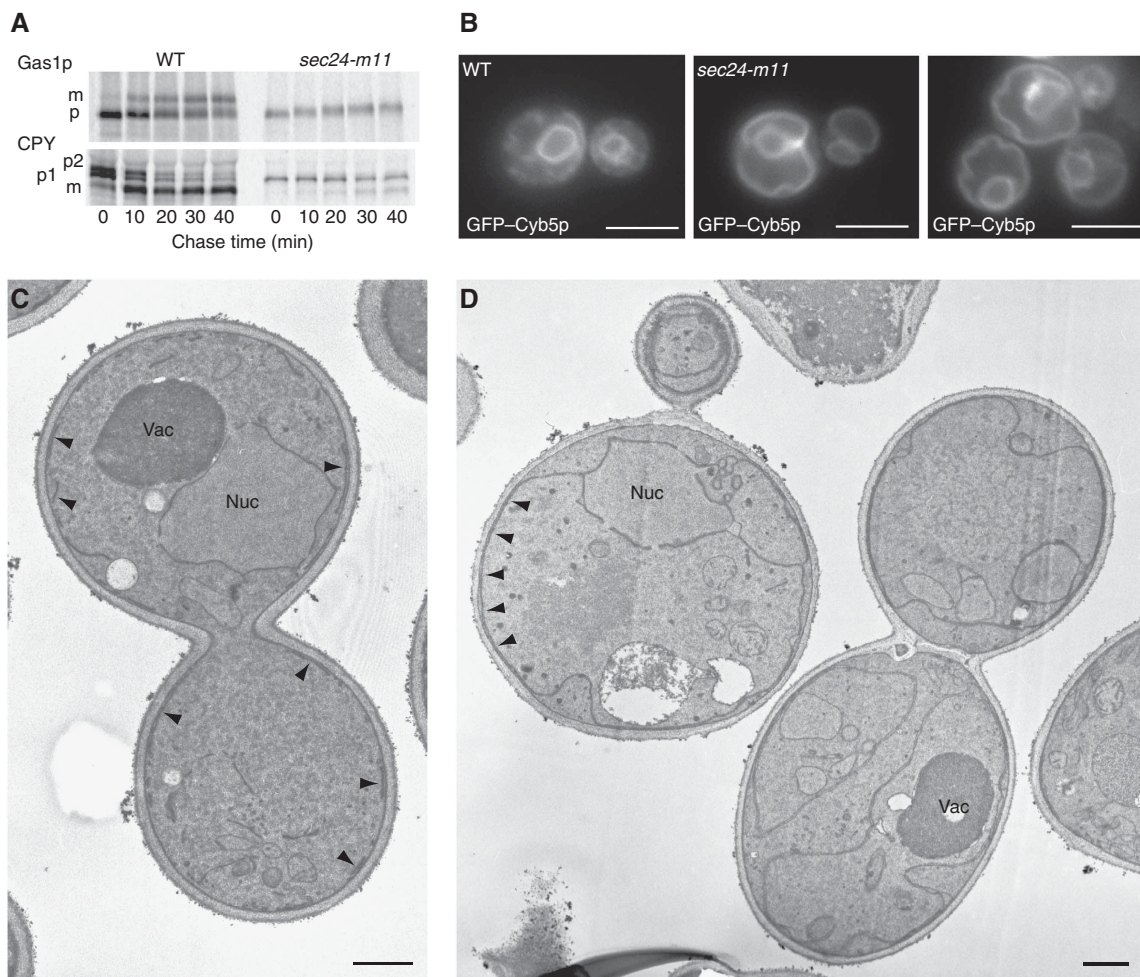 A
WT sec24-m11
Gas1p
m
p
CPY
p2
p1
m
0 10 20 30 40 0 10 20 30 40
Chase time (min)
B
WT
GFP–Cyb5p
sec24-m11
GFP–Cyb5p
GFP–Cyb5p
C
Vac
Nuc
D
Nuc
Vac